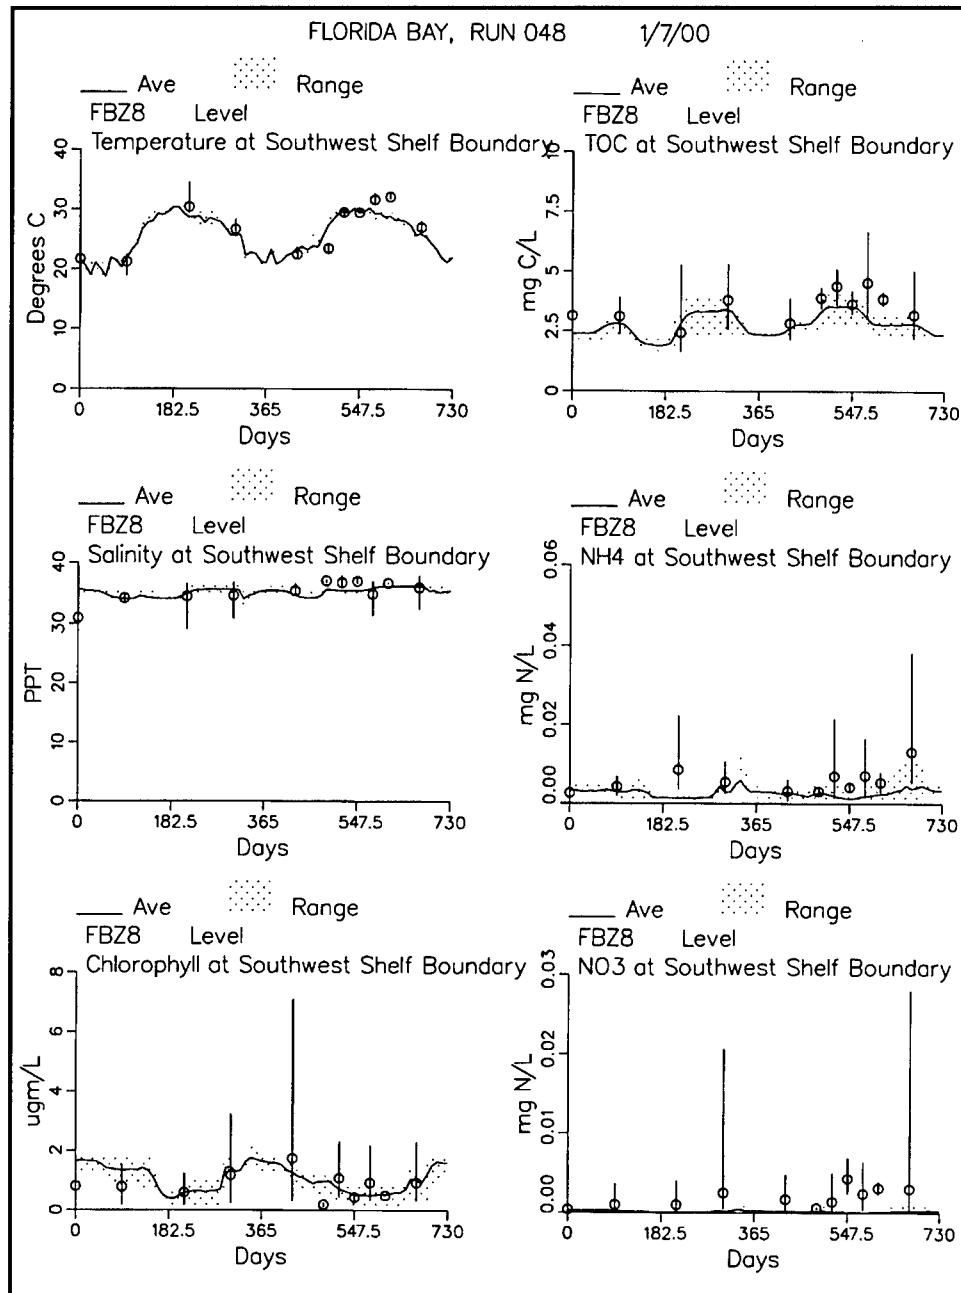 FLORIDA BAY, RUN 048 1/7/00
Ave Range
FBZ8 Level
Temperature at Southwest Shelf Boundary
40
30
20
10
0
Degrees C
0 182.5 365 547.5 730
Days
Ave Range
FBZ8 Level
TOC at Southwest Shelf Boundary
10
7.5
5
2.5
0
mg C/L
0 182.5 365 547.5 730
Days
Ave Range
FBZ8 Level
Salinity at Southwest Shelf Boundary
40
30
20
10
0
PPT
0 182.5 365 547.5 730
Days
Ave Range
FBZ8 Level
NH4 at Southwest Shelf Boundary
0.06
0.04
0.02
0.00
mg N/L
0 182.5 365 547.5 730
Days
Ave Range
FBZ8 Level
Chlorophyll at Southwest Shelf Boundary
8
6
4
2
0
ugm/L
0 182.5 365 547.5 730
Days
Ave Range
FBZ8 Level
NO3 at Southwest Shelf Boundary
0.03
0.02
0.01
0.00
mg N/L
0 182.5 365 547.5 730
Days